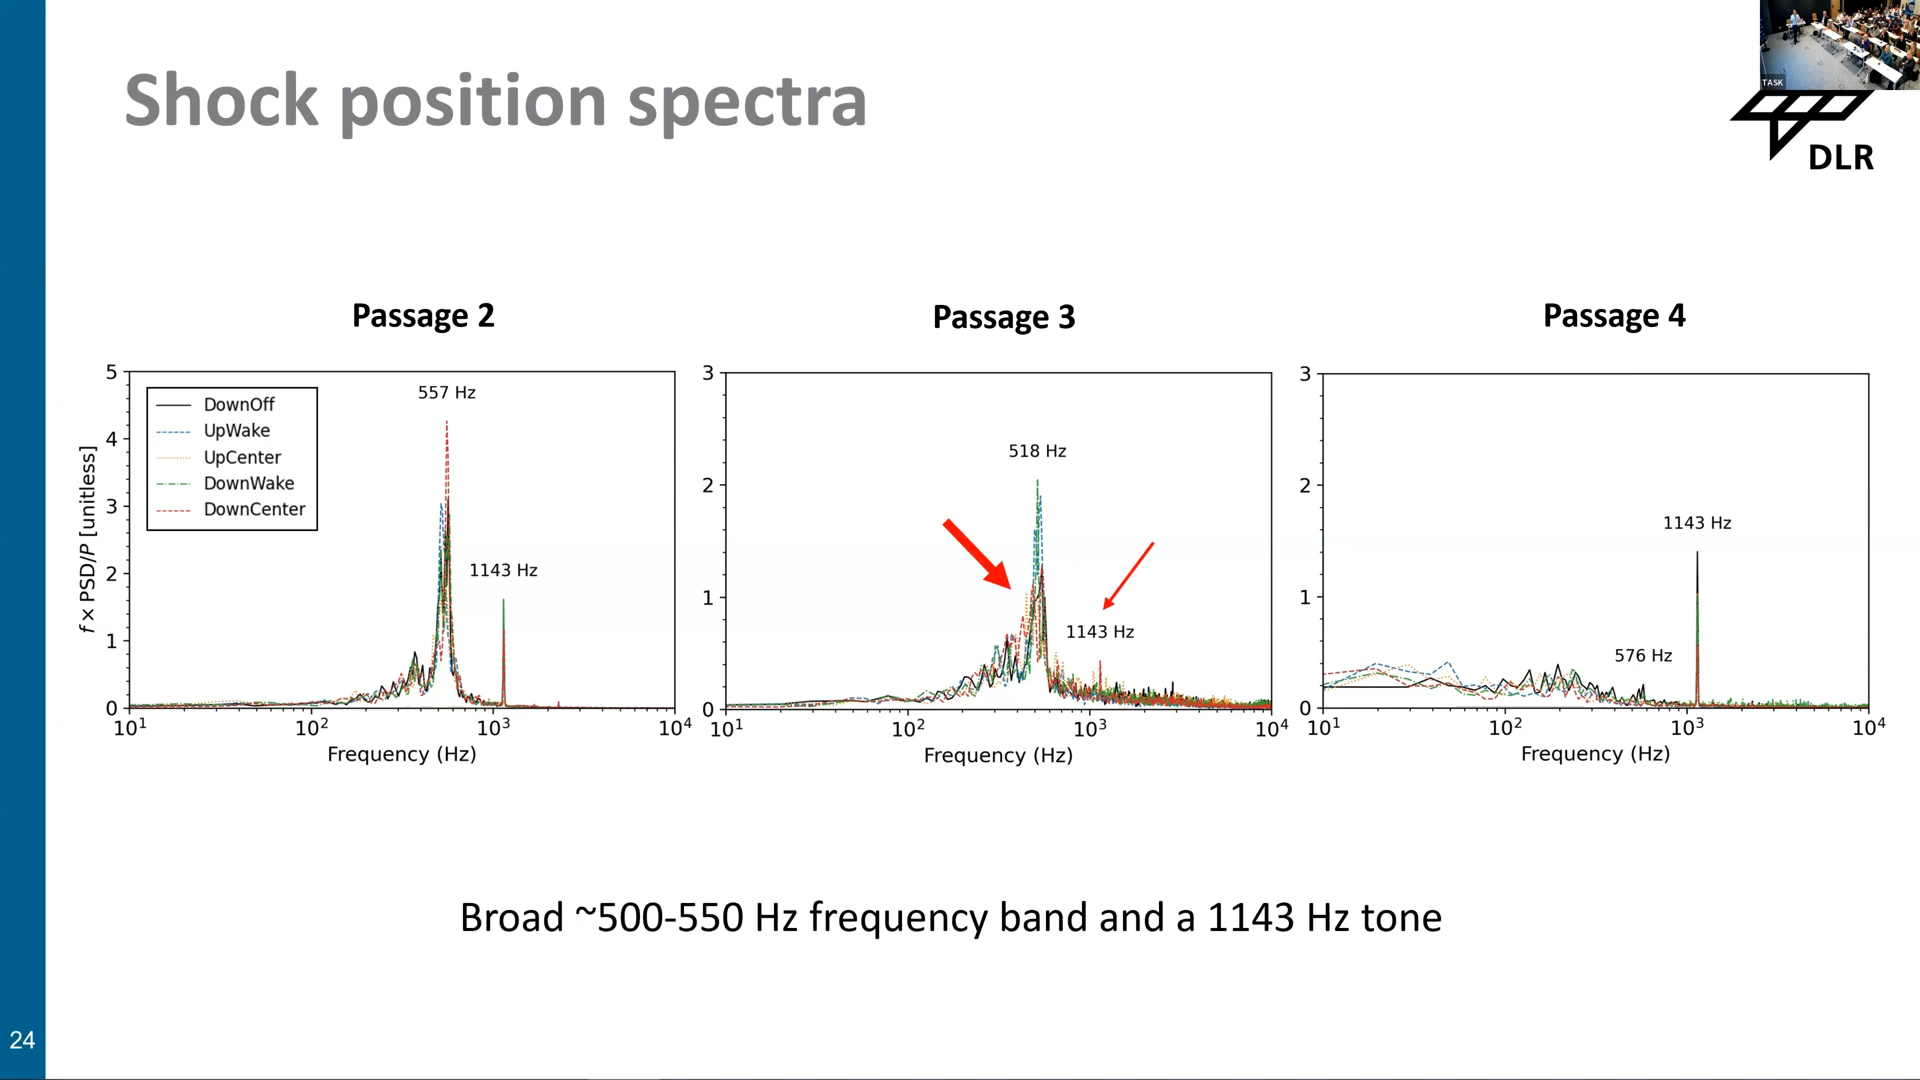 Shock position spectra
TASK
DLR
Passage 2
Passage 3
Passage 4
f × PSD/P [unitless]
5
4
3
2
1
0
DownOff
UpWake
UpCenter
DownWake
DownCenter
557 Hz
1143 Hz
10¹ 10² 10³ 10⁴
Frequency (Hz)
3
2
1
0
518 Hz
1143 Hz
10¹ 10² 10³ 10⁴
Frequency (Hz)
3
2
1
0
1143 Hz
576 Hz
10¹ 10² 10³ 10⁴
Frequency (Hz)
Broad ~500-550 Hz frequency band and a 1143 Hz tone
24